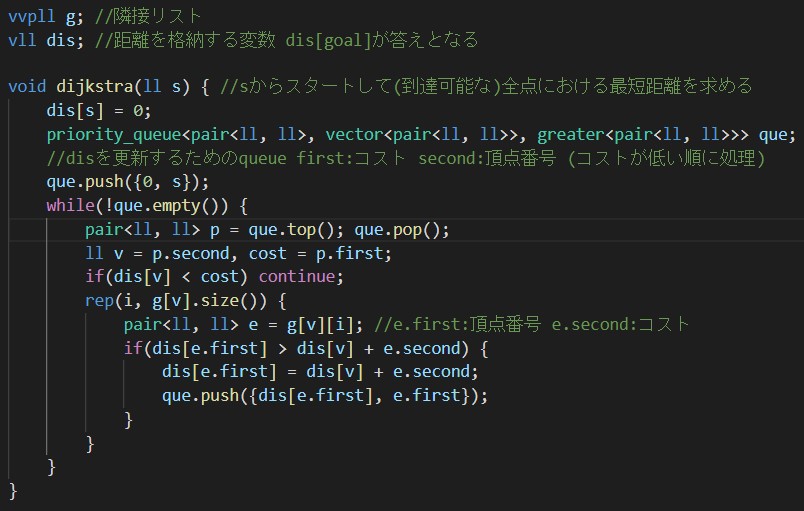 vvpll g; //隣接リスト
vll dis; //距離を格納する変数 dis[goal]が答えとなる
void dijkstra(ll s) { //sからスタートして(到達可能な)全点における最短距離を求める
dis[s] = 0;
priority_queue<pair<ll, ll>, vector<pair<ll, ll>>, greater<pair<ll, ll>>> que;
//disを更新するためのqueue first:コスト second:頂点番号 (コストが低い順に処理)
que.push({0, s});
while(!que.empty()) {
pair<ll, ll> p = que.top(); que.pop();
ll v = p.second, cost = p.first;
if(dis[v] < cost) continue;
rep(i, g[v].size()) {
pair<ll, ll> e = g[v][i]; //e.first:頂点番号 e.second:コスト
if(dis[e.first] > dis[v] + e.second) {
dis[e.first] = dis[v] + e.second;
que.push({dis[e.first], e.first});
}
}
}
}